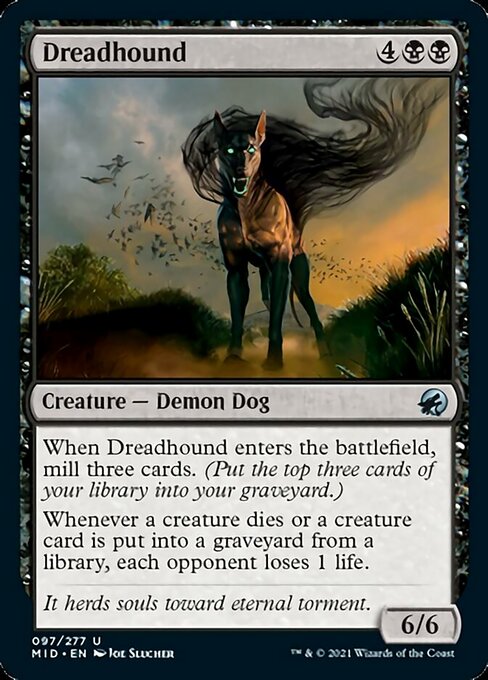 Dreadhound 4
Creature — Demon Dog
When Dreadhound enters the battlefield,
mill three cards. (Put the top three cards of
your library into your graveyard.)
Whenever a creature dies or a creature
card is put into a graveyard from a
library, each opponent loses 1 life.
It herds souls toward eternal torment.
6/6
097/277 U
MID • EN Joe Slucher ™ & © 2021 Wizards of the Coast